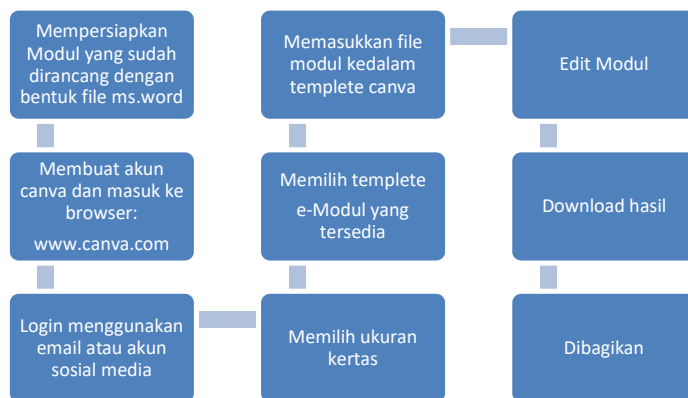 Mempersiapkan
Modul yang sudah
dirancang dengan
bentuk file ms.word
Membuat akun
canva dan masuk ke
browser:
www.canva.com
Login menggunakan
email atau akun
sosial media
Memilih ukuran
kertas
Memilih templete
e-Modul yang
tersedia
Memasukkan file
modul kedalam
templete canva
Edit Modul
Download hasil
Dibagikan